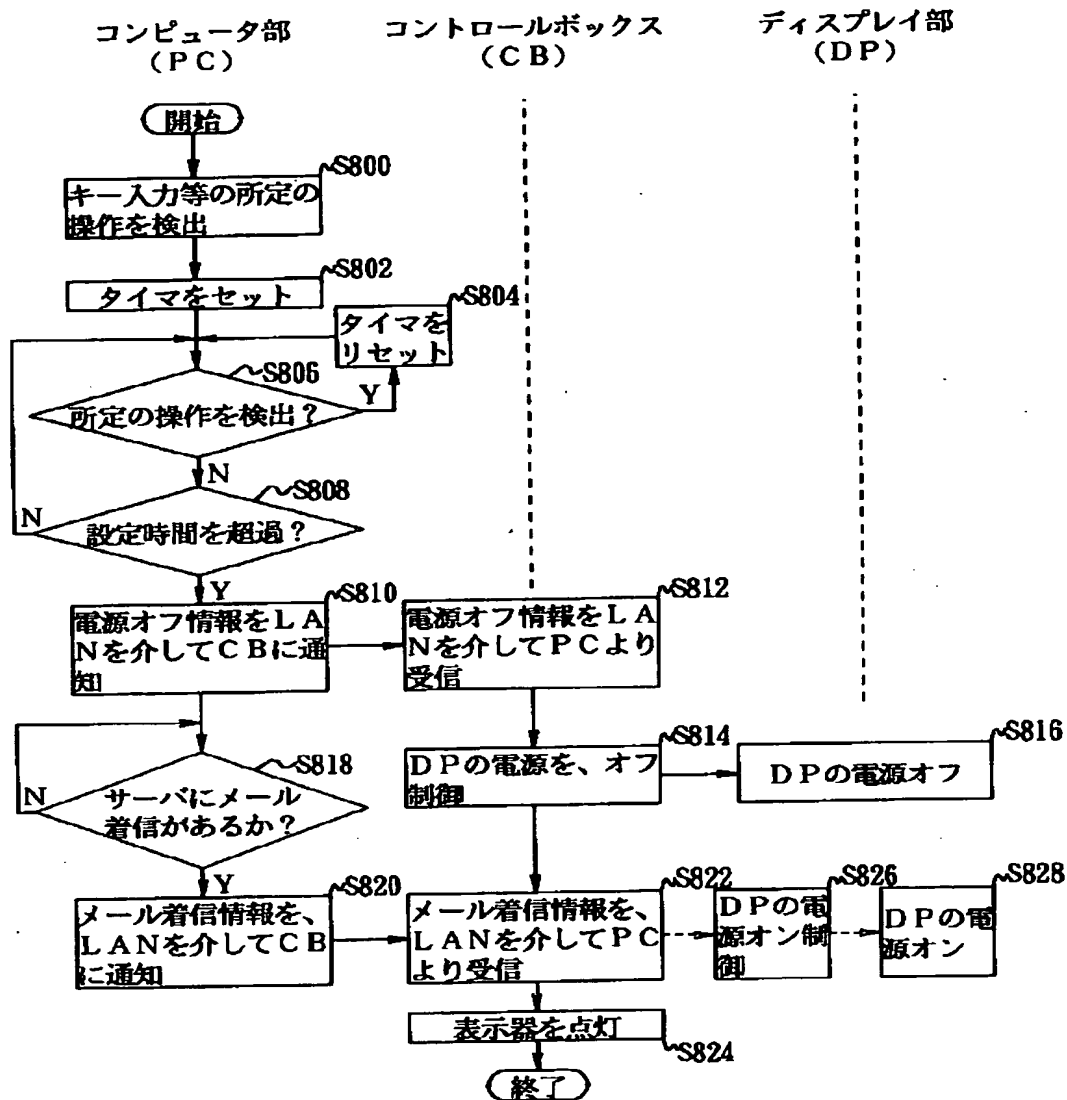 コンピュータ部
（ＰＣ）
コントロールボックス
（ＣＢ）
ディスプレイ部
（ＤＰ）
開始
S800
キー入力等の所定の
操作を検出
S802
タイマをセット
S804
タイマを
リセット
S806
所定の操作を検出？
Y
N
S808
設定時間を超過？
N
Y
S810
電源オフ情報をＬＡ
Ｎを介してＣＢに通
知
S812
電源オフ情報をＬＡ
Ｎを介してＰＣより
受信
S814
ＤＰの電源を、オフ
制御
S816
ＤＰの電源オフ
S818
サーバにメール
着信があるか？
N
Y
S820
メール着信情報を、
ＬＡＮを介してＣＢ
に通知
S822
メール着信情報を、
ＬＡＮを介してＰＣ
より受信
S826
ＤＰの電
源オン制
御
S828
ＤＰの電
源オン
表示器を点灯
S824
終了